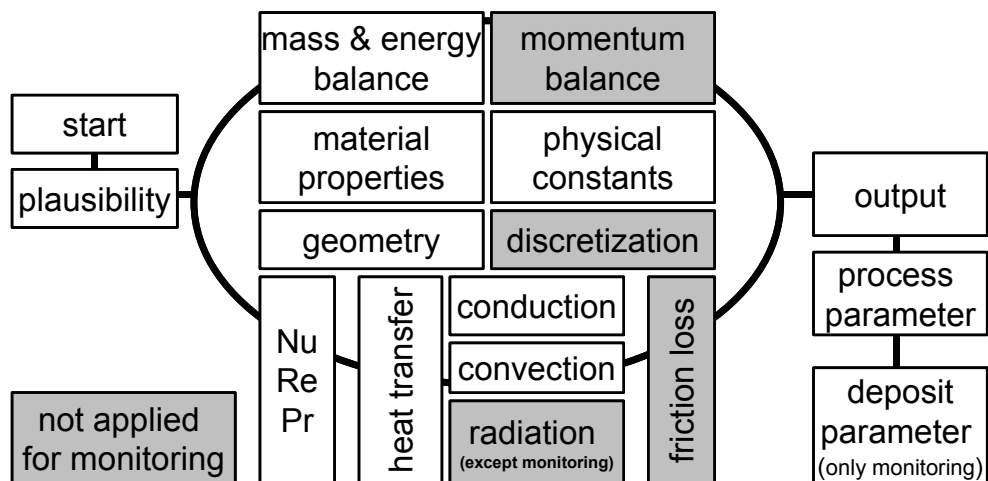 start
plausibility
mass & energy
balance
momentum
balance
material
properties
physical
constants
geometry
discretization
Nu
Re
Pr
heat transfer
conduction
convection
radiation
(except monitoring)
friction loss
output
process
parameter
deposit
parameter
(only monitoring)
not applied
for monitoring